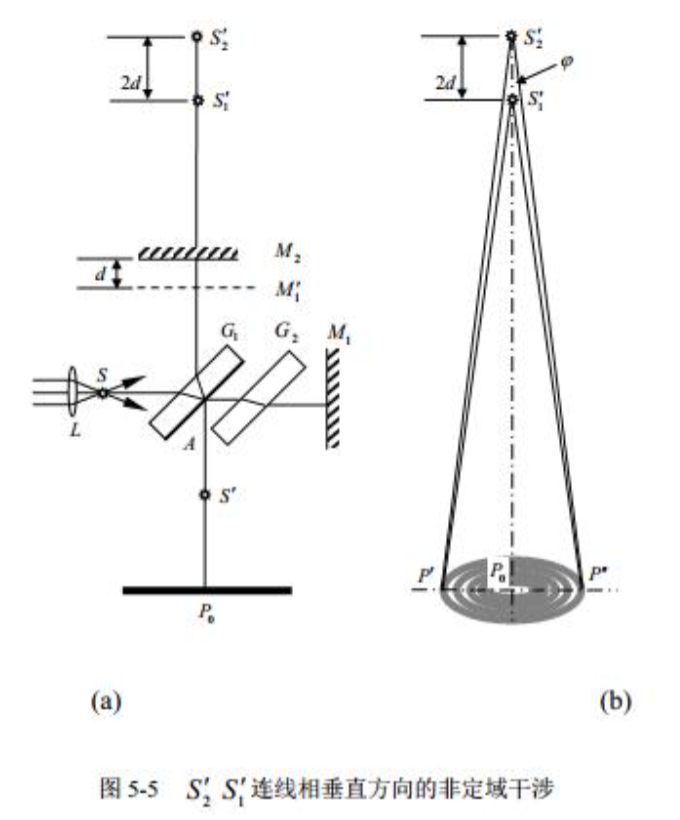 S′₂
2d
S′₁
M₂
d
M′₁
G₁ G₂ M₁
S
L
A
S′
P₀
(a)
S′₂
φ
2d
S′₁
P′ P₀ P″
(b)
图 5-5 S′₂ S′₁ 连线相垂直方向的非定域干涉